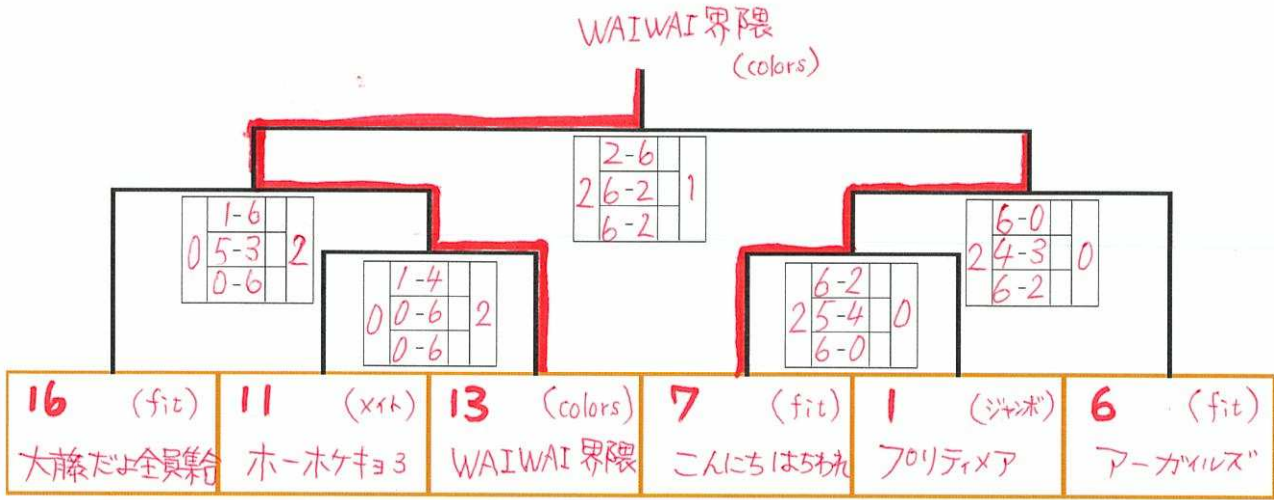 WAIWAI界隈
(colors)
2-6
2 6-2 1
6-2
1-6
0 5-3 2
0-6
6-0
2 4-3 0
6-2
1-4
0 0-6 2
0-6
6-2
2 5-4 0
6-0
16 (fit)
大藤だよ全員集合
11 (メイト)
ホーホケキョ3
13 (colors)
WAIWAI界隈
7 (fit)
こんにちはちわわ
1 (ジャンボ)
プリティメア
6 (fit)
アーガイルズ